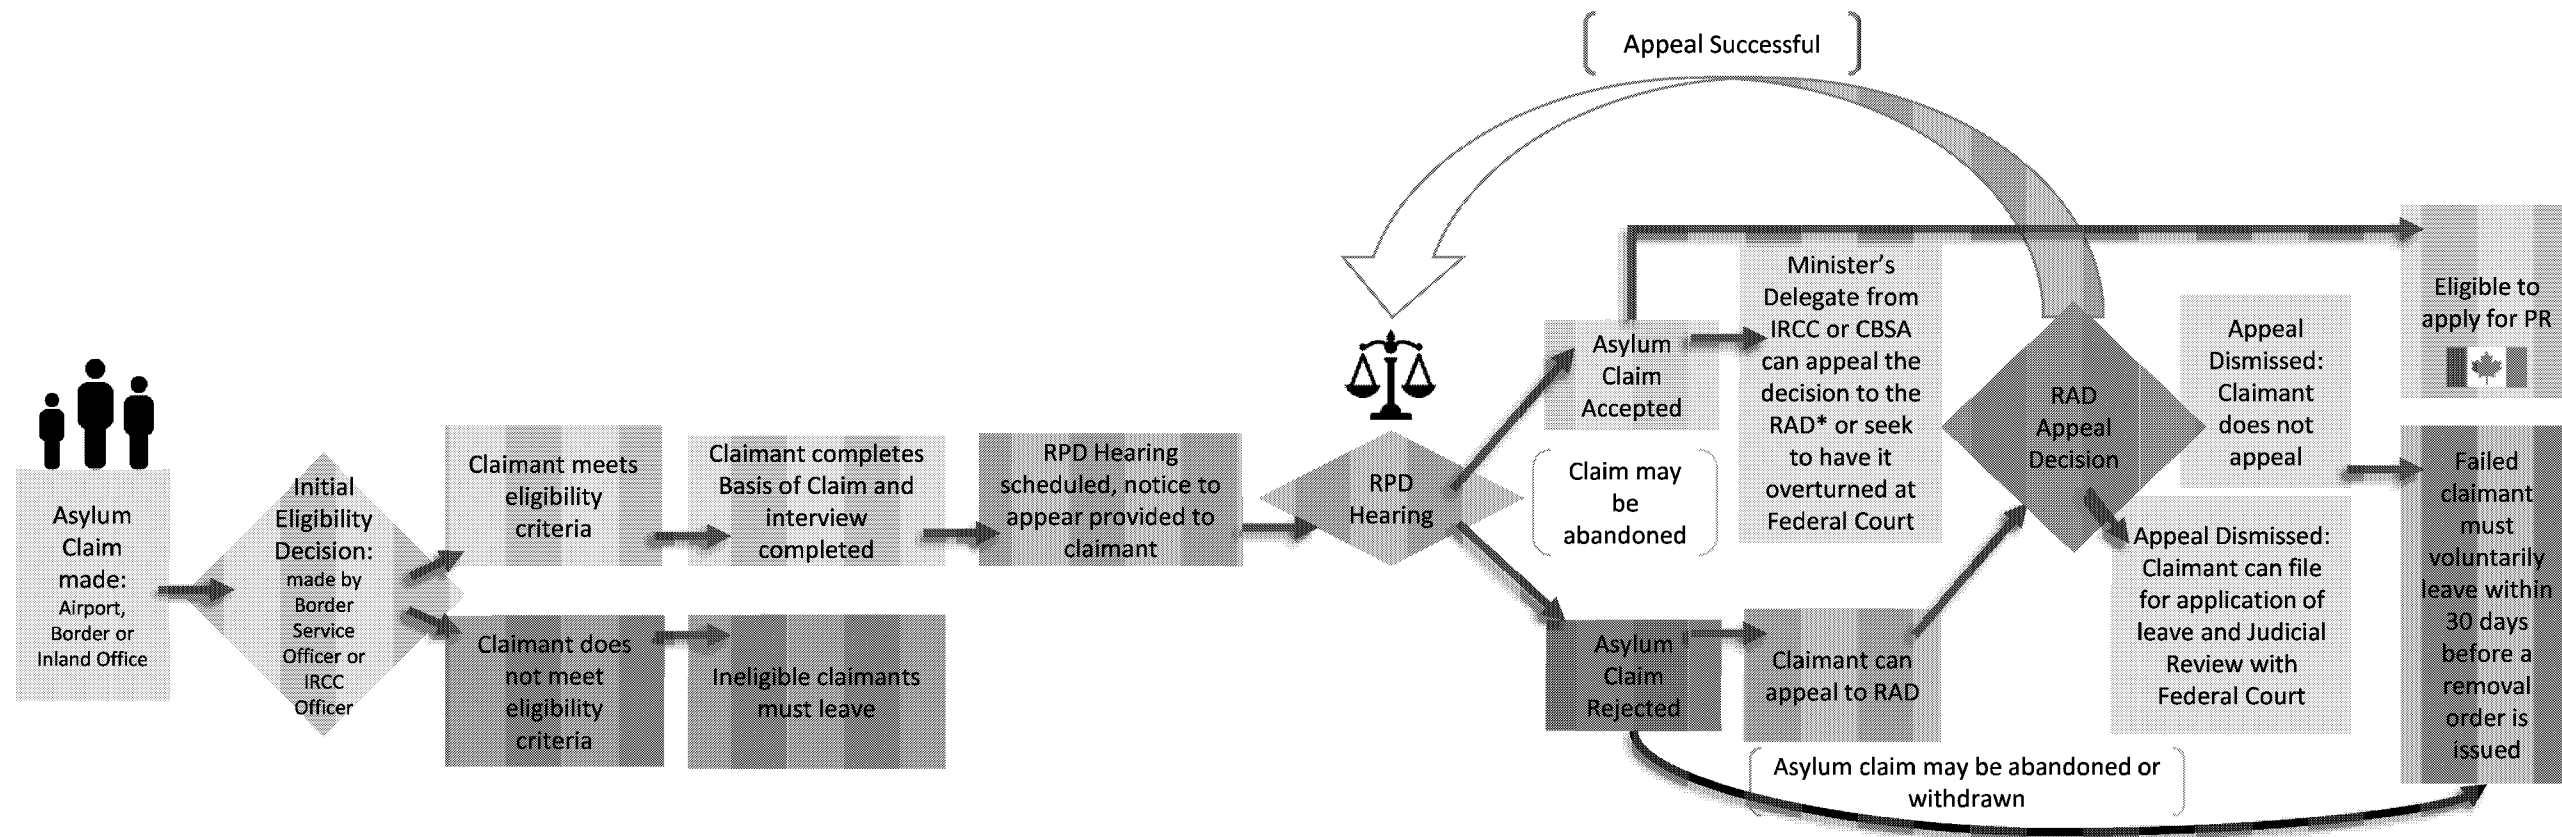 Appeal Successful
Asylum
Claim
made:
Airport,
Border or
Inland Office
Initial
Eligibility
Decision:
made by
Border
Service
Officer or
IRCC
Officer
Claimant meets
eligibility
criteria
Claimant does
not meet
eligibility
criteria
Claimant completes
Basis of Claim and
interview
completed
Ineligible claimants
must leave
RPD Hearing
scheduled, notice to
appear provided to
claimant
RPD
Hearing
Asylum
Claim
Accepted
Claim may
be
abandoned
Asylum
Claim
Rejected
Minister's
Delegate from
IRCC or CBSA
can appeal the
decision to the
RAD* or seek
to have it
overturned at
Federal Court
Claimant can
appeal to RAD
Asylum claim may be abandoned or
withdrawn
RAD
Appeal
Decision
Appeal
Dismissed:
Claimant
does not
appeal
Appeal Dismissed:
Claimant can file
for application of
leave and Judicial
Review with
Federal Court
Eligible to
apply for PR
Failed
claimant
must
voluntarily
leave within
30 days
before a
removal
order is
issued